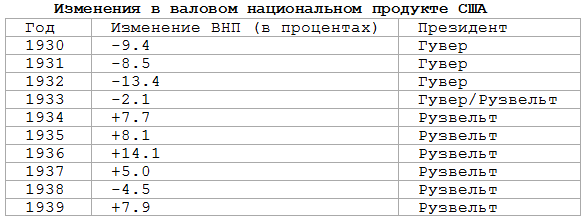 Изменения в валовом национальном продукте США
Год Изменение ВНП (в процентах) Президент
1930 -9.4 Гувер
1931 -8.5 Гувер
1932 -13.4 Гувер
1933 -2.1 Гувер/Рузвельт
1934 +7.7 Рузвельт
1935 +8.1 Рузвельт
1936 +14.1 Рузвельт
1937 +5.0 Рузвельт
1938 -4.5 Рузвельт
1939 +7.9 Рузвельт